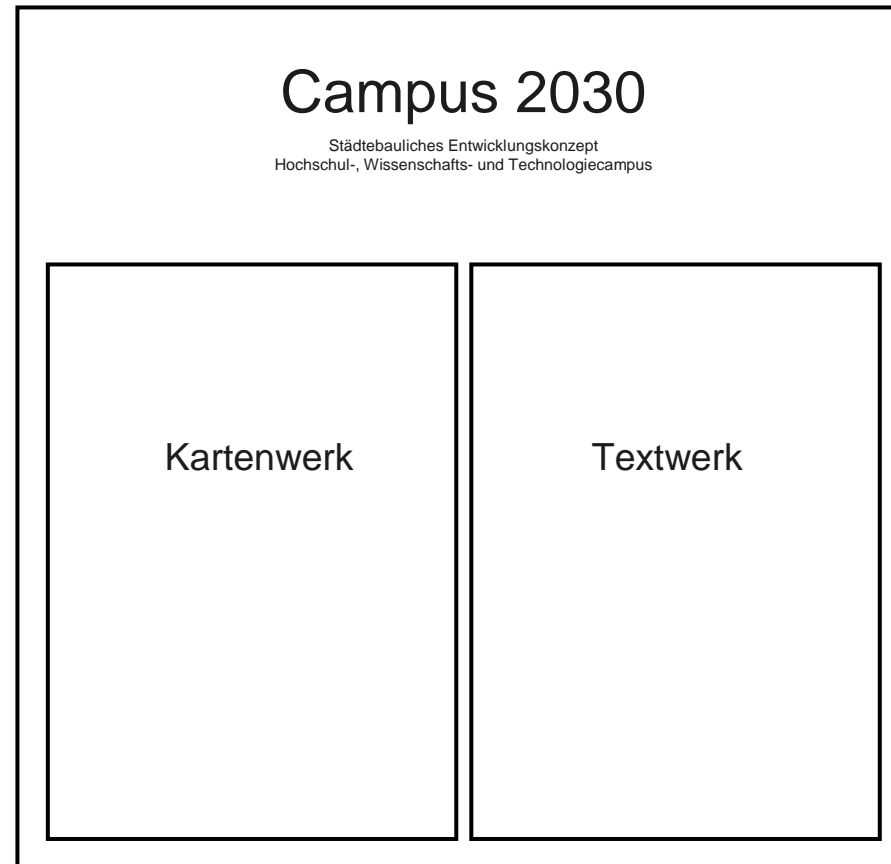 Campus 2030
Städtebauliches Entwicklungskonzept
Hochschul-, Wissenschafts- und Technologiecampus
Kartenwerk
Textwerk